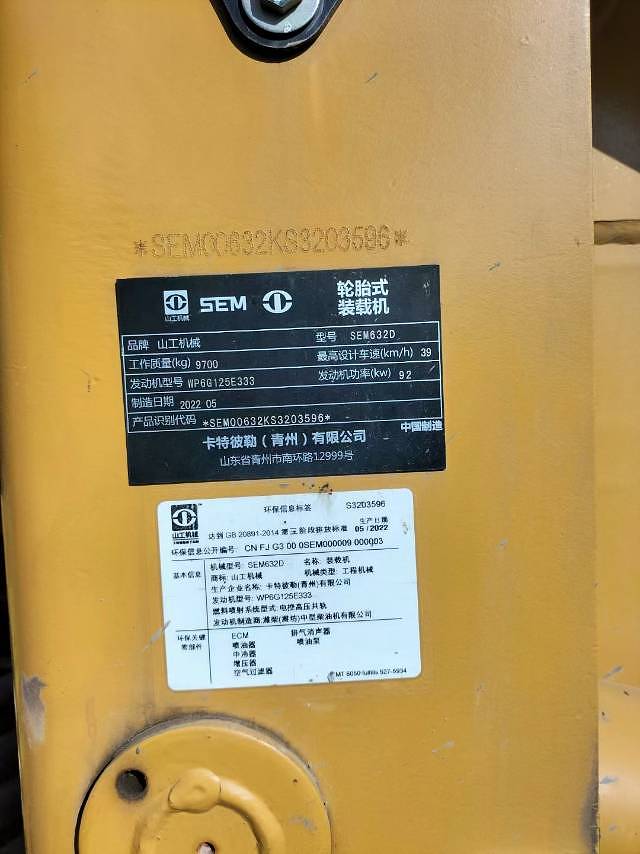 *SEM00632KS3203596*
山工机械 SEM 轮胎式
装载机
品牌 山工机械 型号 SEM632D
工作质量(kg) 9700 最高设计车速(km/h) 39
发动机型号 WP6G125E333 发动机功率(kw) 92
制造日期 2022 05
产品识别代码 *SEM00632KS3203596* 中国制造
卡特彼勒（青州）有限公司
山东省青州市南环路12999号
环保信息标签 S3203596
山工机械 达到 GB 20891-2014 第三阶段排放标准 生产日期
05/2022
环保信息公开编号: CN FJ G3 00 0SEM000009 000003
基本信息 机械型号: SEM632D 名称: 装载机
商标: 山工机械 机械类型: 工程机械
生产企业名称: 卡特彼勒(青州)有限公司
发动机型号: WP6G125E333
燃料喷射系统型式: 电控高压共轨
发动机制造商: 潍柴(潍坊)中型柴油机有限公司
环保关键
零部件
ECM 排气消声器
喷油器 喷油泵
中冷器
增压器
空气过滤器
527-5934